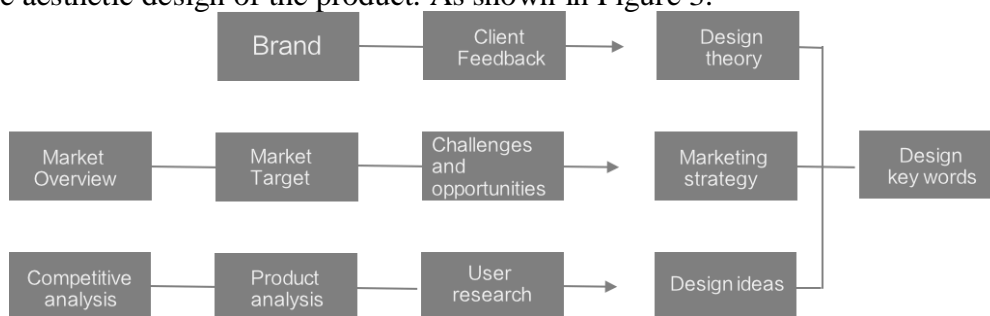 e aesthetic design of the product. As shown in Figure 3.
Brand
Client
Feedback
Design
theory
Market
Overview
Market
Target
Challenges
and
opportunities
Marketing
strategy
Design
key words
Competitive
analysis
Product
analysis
User
research
Design ideas